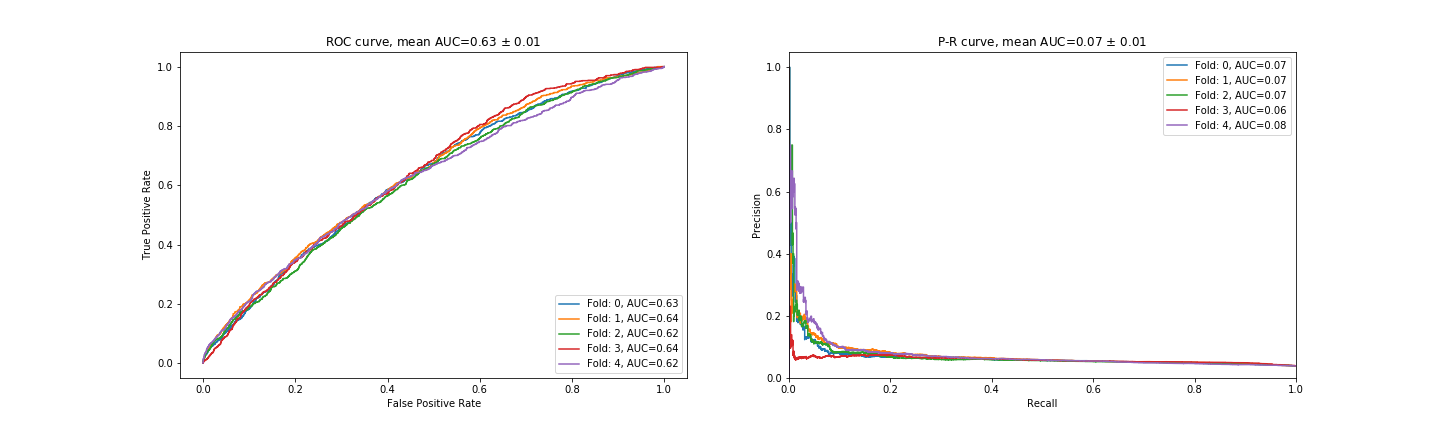 ROC curve, mean AUC=0.63 ± 0.01
True Positive Rate
1.0
0.8
0.6
0.4
0.2
0.0
0.0 0.2 0.4 0.6 0.8 1.0
False Positive Rate
Fold: 0, AUC=0.63
Fold: 1, AUC=0.64
Fold: 2, AUC=0.62
Fold: 3, AUC=0.64
Fold: 4, AUC=0.62
P-R curve, mean AUC=0.07 ± 0.01
Precision
1.0
0.8
0.6
0.4
0.2
0.0
0.0 0.2 0.4 0.6 0.8 1.0
Recall
Fold: 0, AUC=0.07
Fold: 1, AUC=0.07
Fold: 2, AUC=0.07
Fold: 3, AUC=0.06
Fold: 4, AUC=0.08